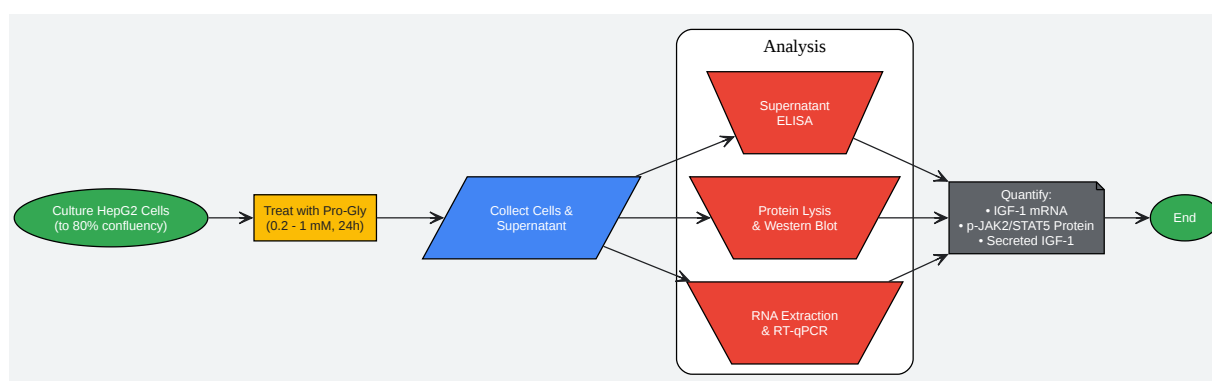 Culture HepG2 Cells
(to 80% confluency)
Treat with Pro-Gly
(0.2 - 1 mM, 24h)
Collect Cells &
Supernatant
Analysis
Supernatant
ELISA
Protein Lysis
& Western Blot
RNA Extraction
& RT-qPCR
Quantify:
• IGF-1 mRNA
• p-JAK2/STAT5 Protein
• Secreted IGF-1
End